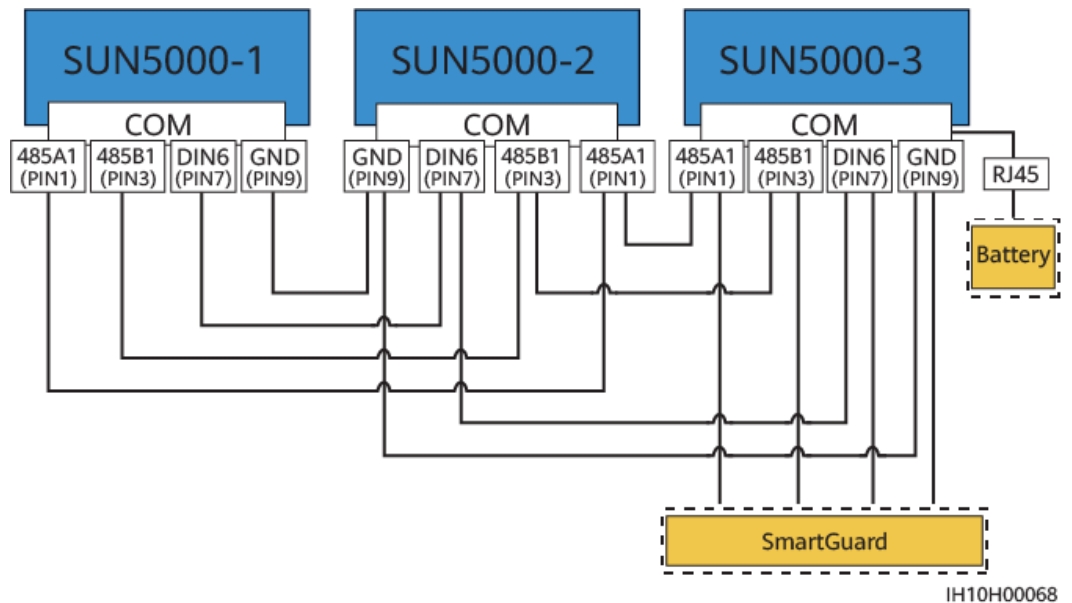 SUN5000-1
SUN5000-2
SUN5000-3
COM
COM
COM
485A1
(PIN1)
485B1
(PIN3)
DIN6
(PIN7)
GND
(PIN9)
GND
(PIN9)
DIN6
(PIN7)
485B1
(PIN3)
485A1
(PIN1)
485A1
(PIN1)
485B1
(PIN3)
DIN6
(PIN7)
GND
(PIN9)
RJ45
Battery
SmartGuard
IH10H00068